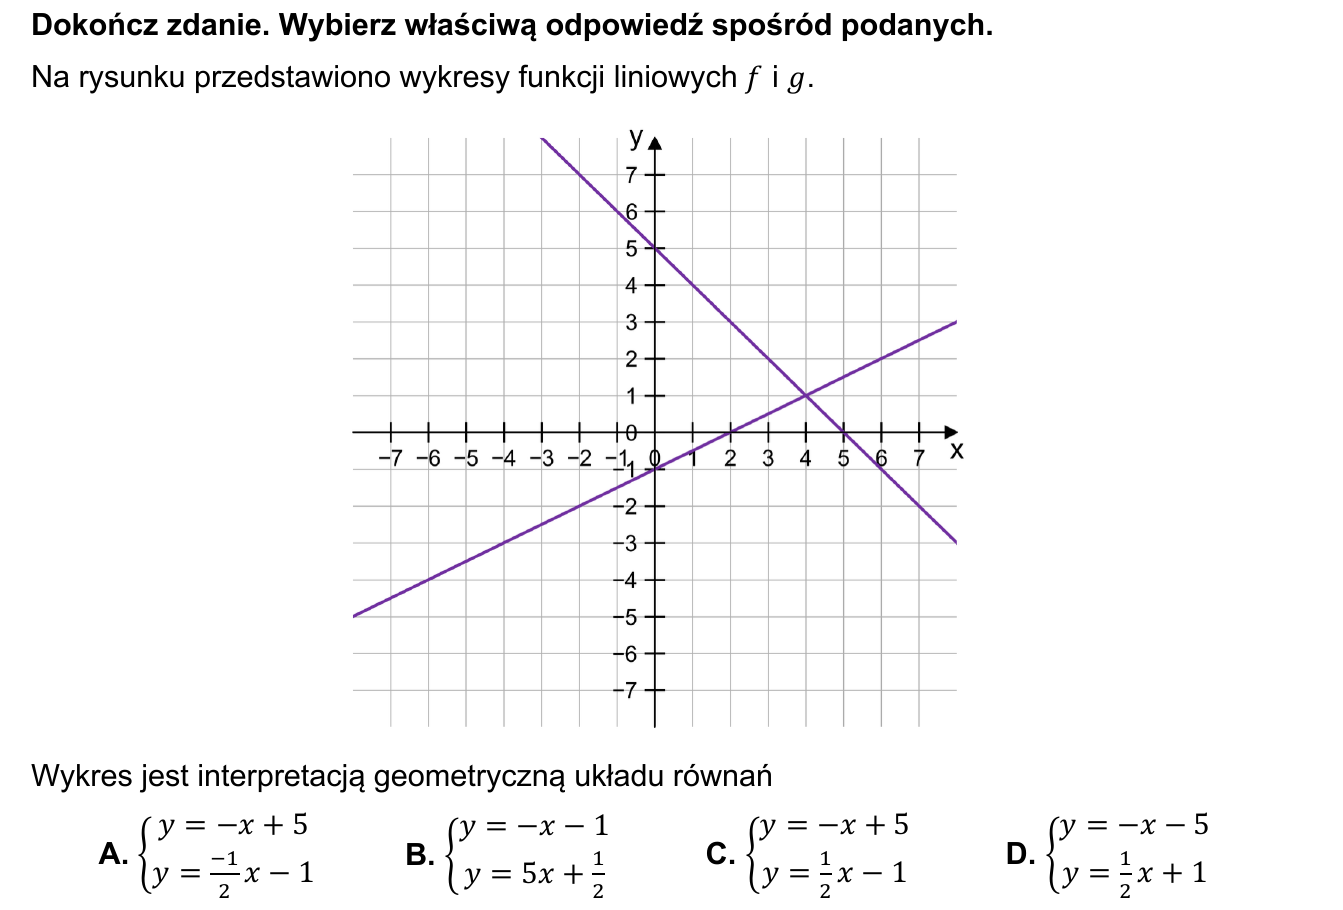 Dokończ zdanie. Wybierz właściwą odpowiedź spośród podanych.
Na rysunku przedstawiono wykresy funkcji liniowych f i g.
y
7
6
5
4
3
2
1
0
−7 −6 −5 −4 −3 −2 −1 0 1 2 3 4 5 6 7 x
−1
−2
−3
−4
−5
−6
−7
Wykres jest interpretacją geometryczną układu równań
A. { y = −x + 5
y = −1/2 x − 1
B. { y = −x − 1
y = 5x + 1/2
C. { y = −x + 5
y = 1/2 x − 1
D. { y = −x − 5
y = 1/2 x + 1